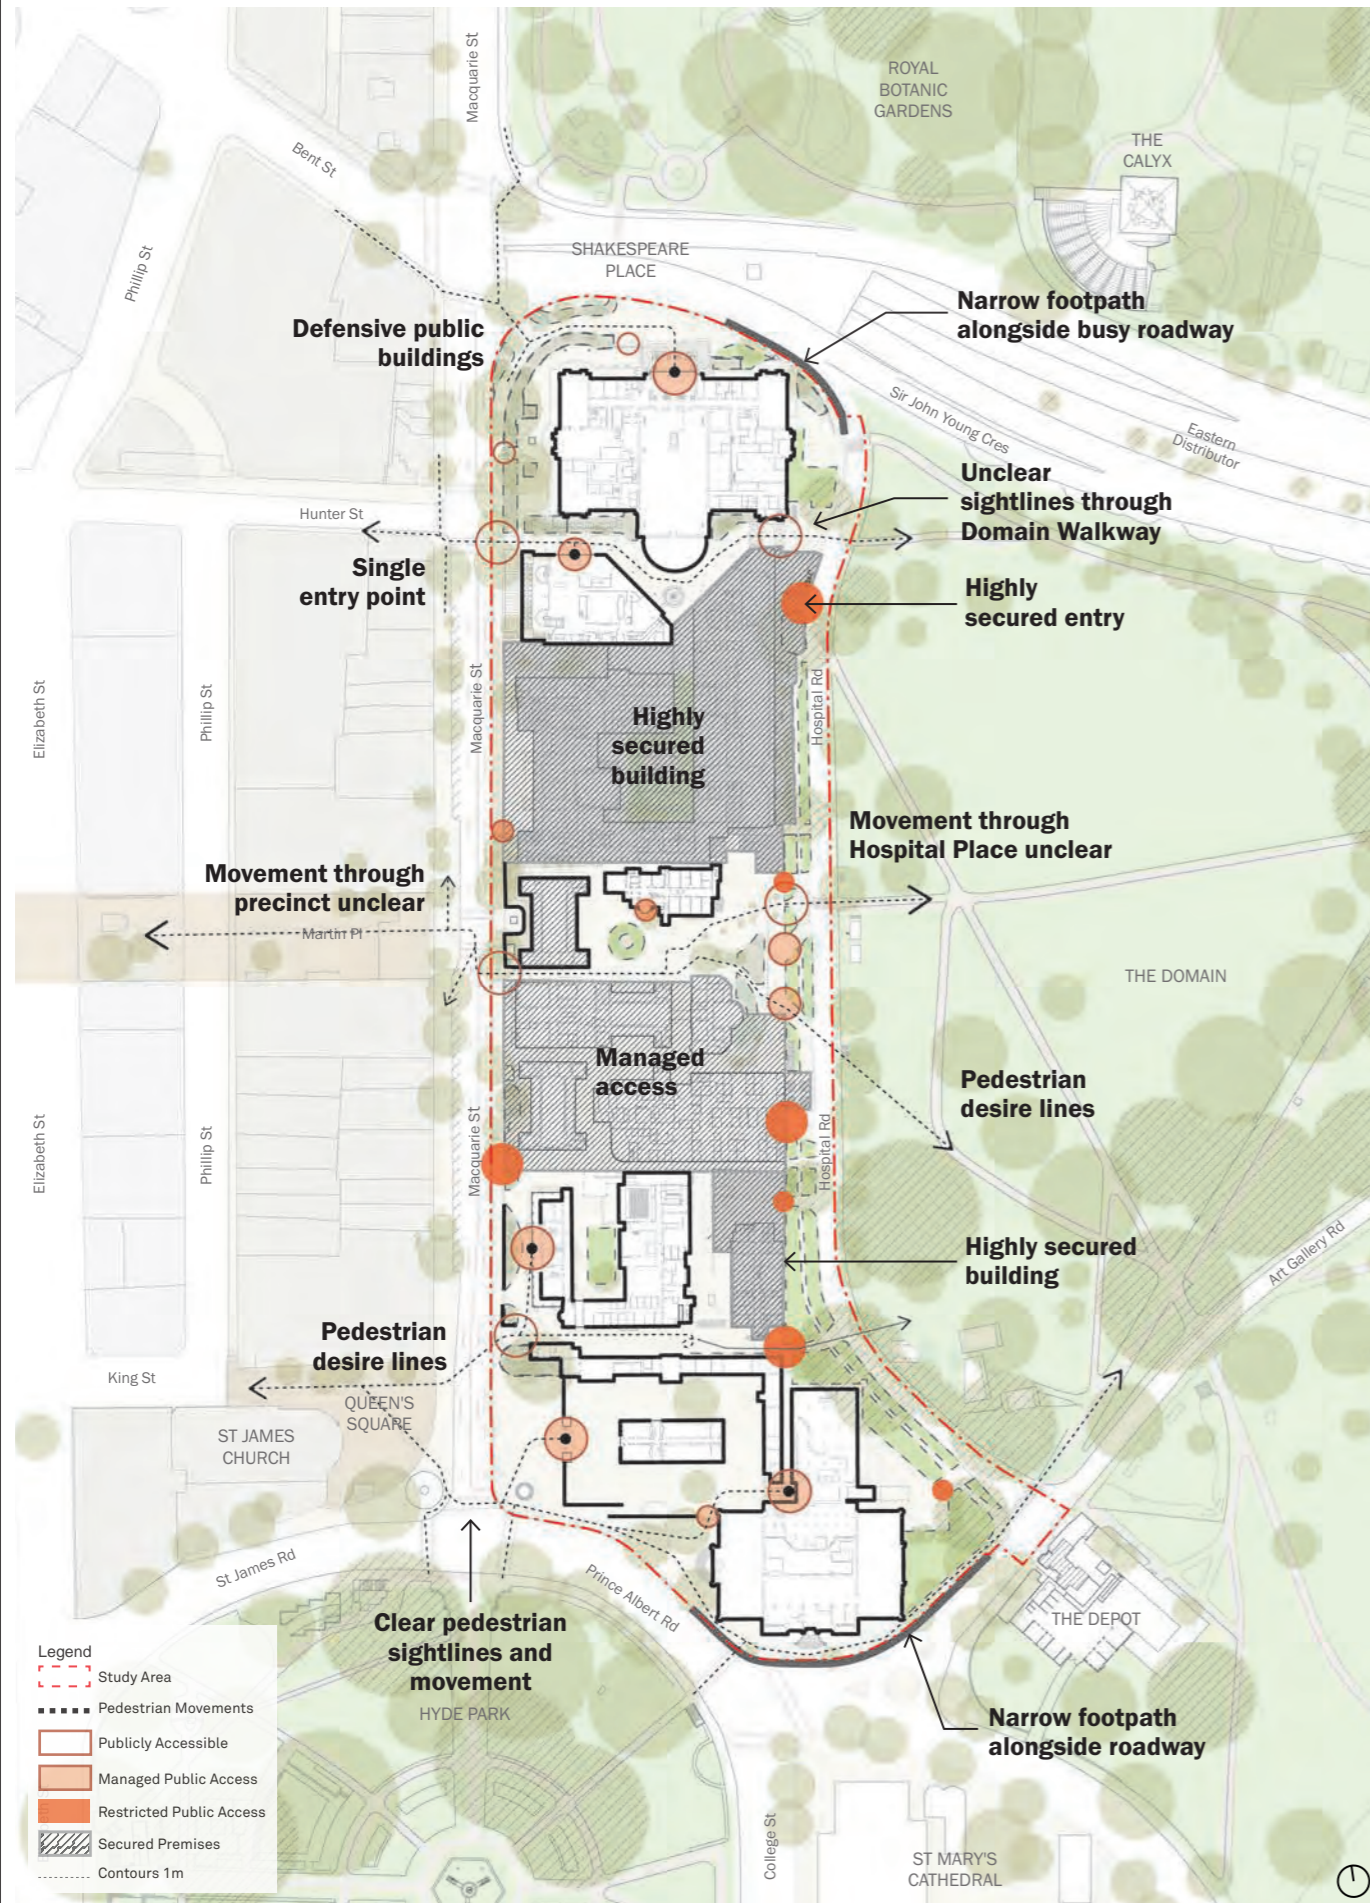 Macquarie St
ROYAL
BOTANIC
GARDENS
THE
CALYX
Bent St
Phillip St
SHAKESPEARE
PLACE
Narrow footpath
alongside busy roadway
Defensive public
buildings
Sir John Young Cres
Eastern
Distributor
Unclear
sightlines through
Domain Walkway
Hunter St
Single
entry point
Highly
secured entry
Elizabeth St
Phillip St
Macquarie St
Hospital Rd
Highly
secured
building
Movement through
Hospital Place unclear
Movement through
precinct unclear
Martin Pl
THE DOMAIN
Managed
access
Pedestrian
desire lines
Elizabeth St
Phillip St
Macquarie St
Hospital Rd
Highly secured
building
Art Gallery Rd
Pedestrian
desire lines
King St
QUEEN'S
SQUARE
ST JAMES
CHURCH
St James Rd
Prince Albert Rd
THE DEPOT
Clear pedestrian
sightlines and
movement
HYDE PARK
Narrow footpath
alongside roadway
College St
ST MARY'S
CATHEDRAL
Legend
Study Area
Pedestrian Movements
Publicly Accessible
Managed Public Access
Restricted Public Access
Secured Premises
Contours 1m